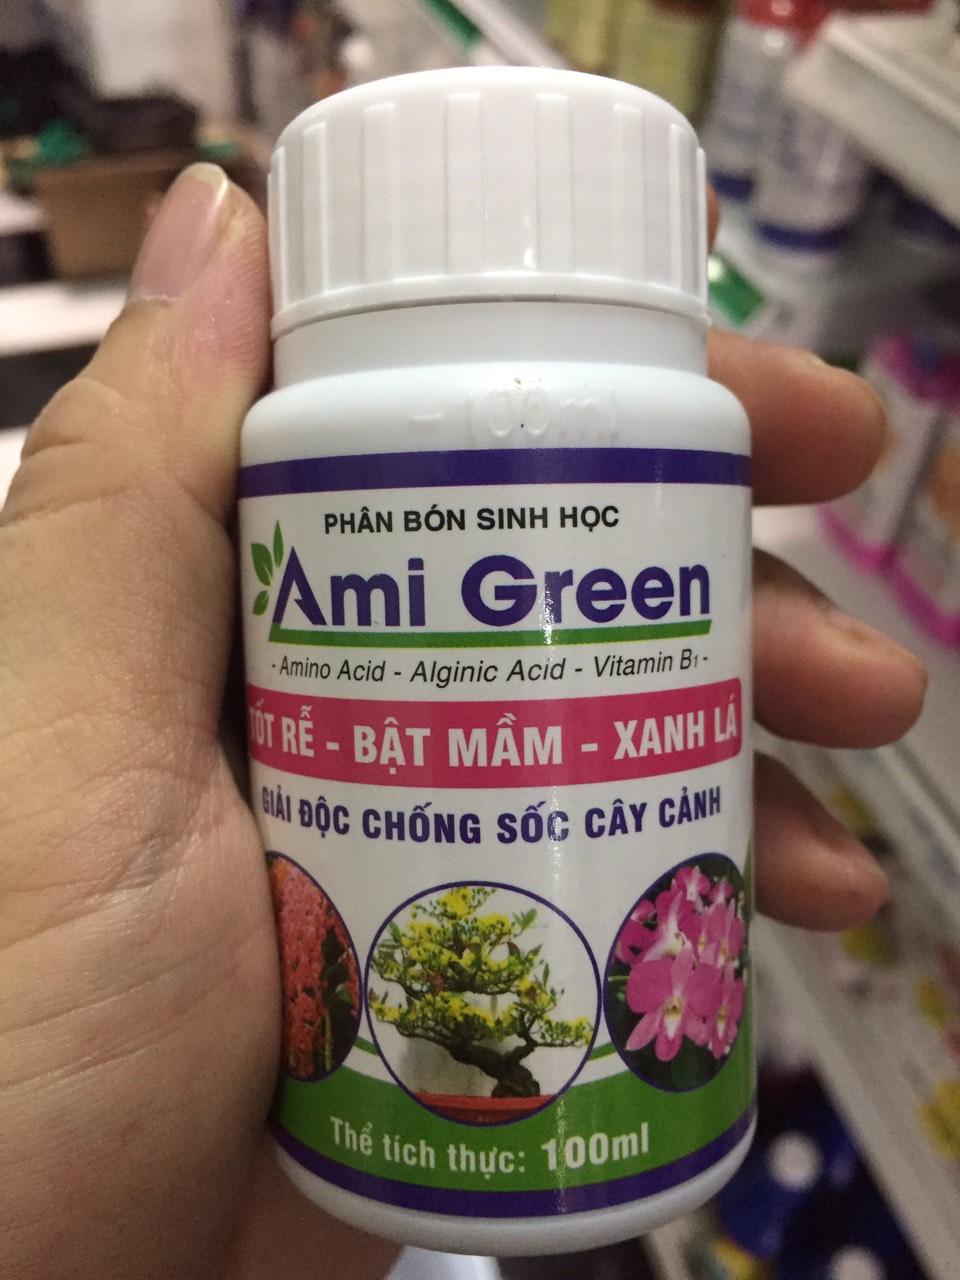 100ml
PHÂN BÓN SINH HỌC
Ami Green
- Amino Acid - Alginic Acid - Vitamin B1 -
TỐT RỄ - BẬT MẦM - XANH LÁ
GIẢI ĐỘC CHỐNG SỐC CÂY CẢNH
Thể tích thực: 100ml